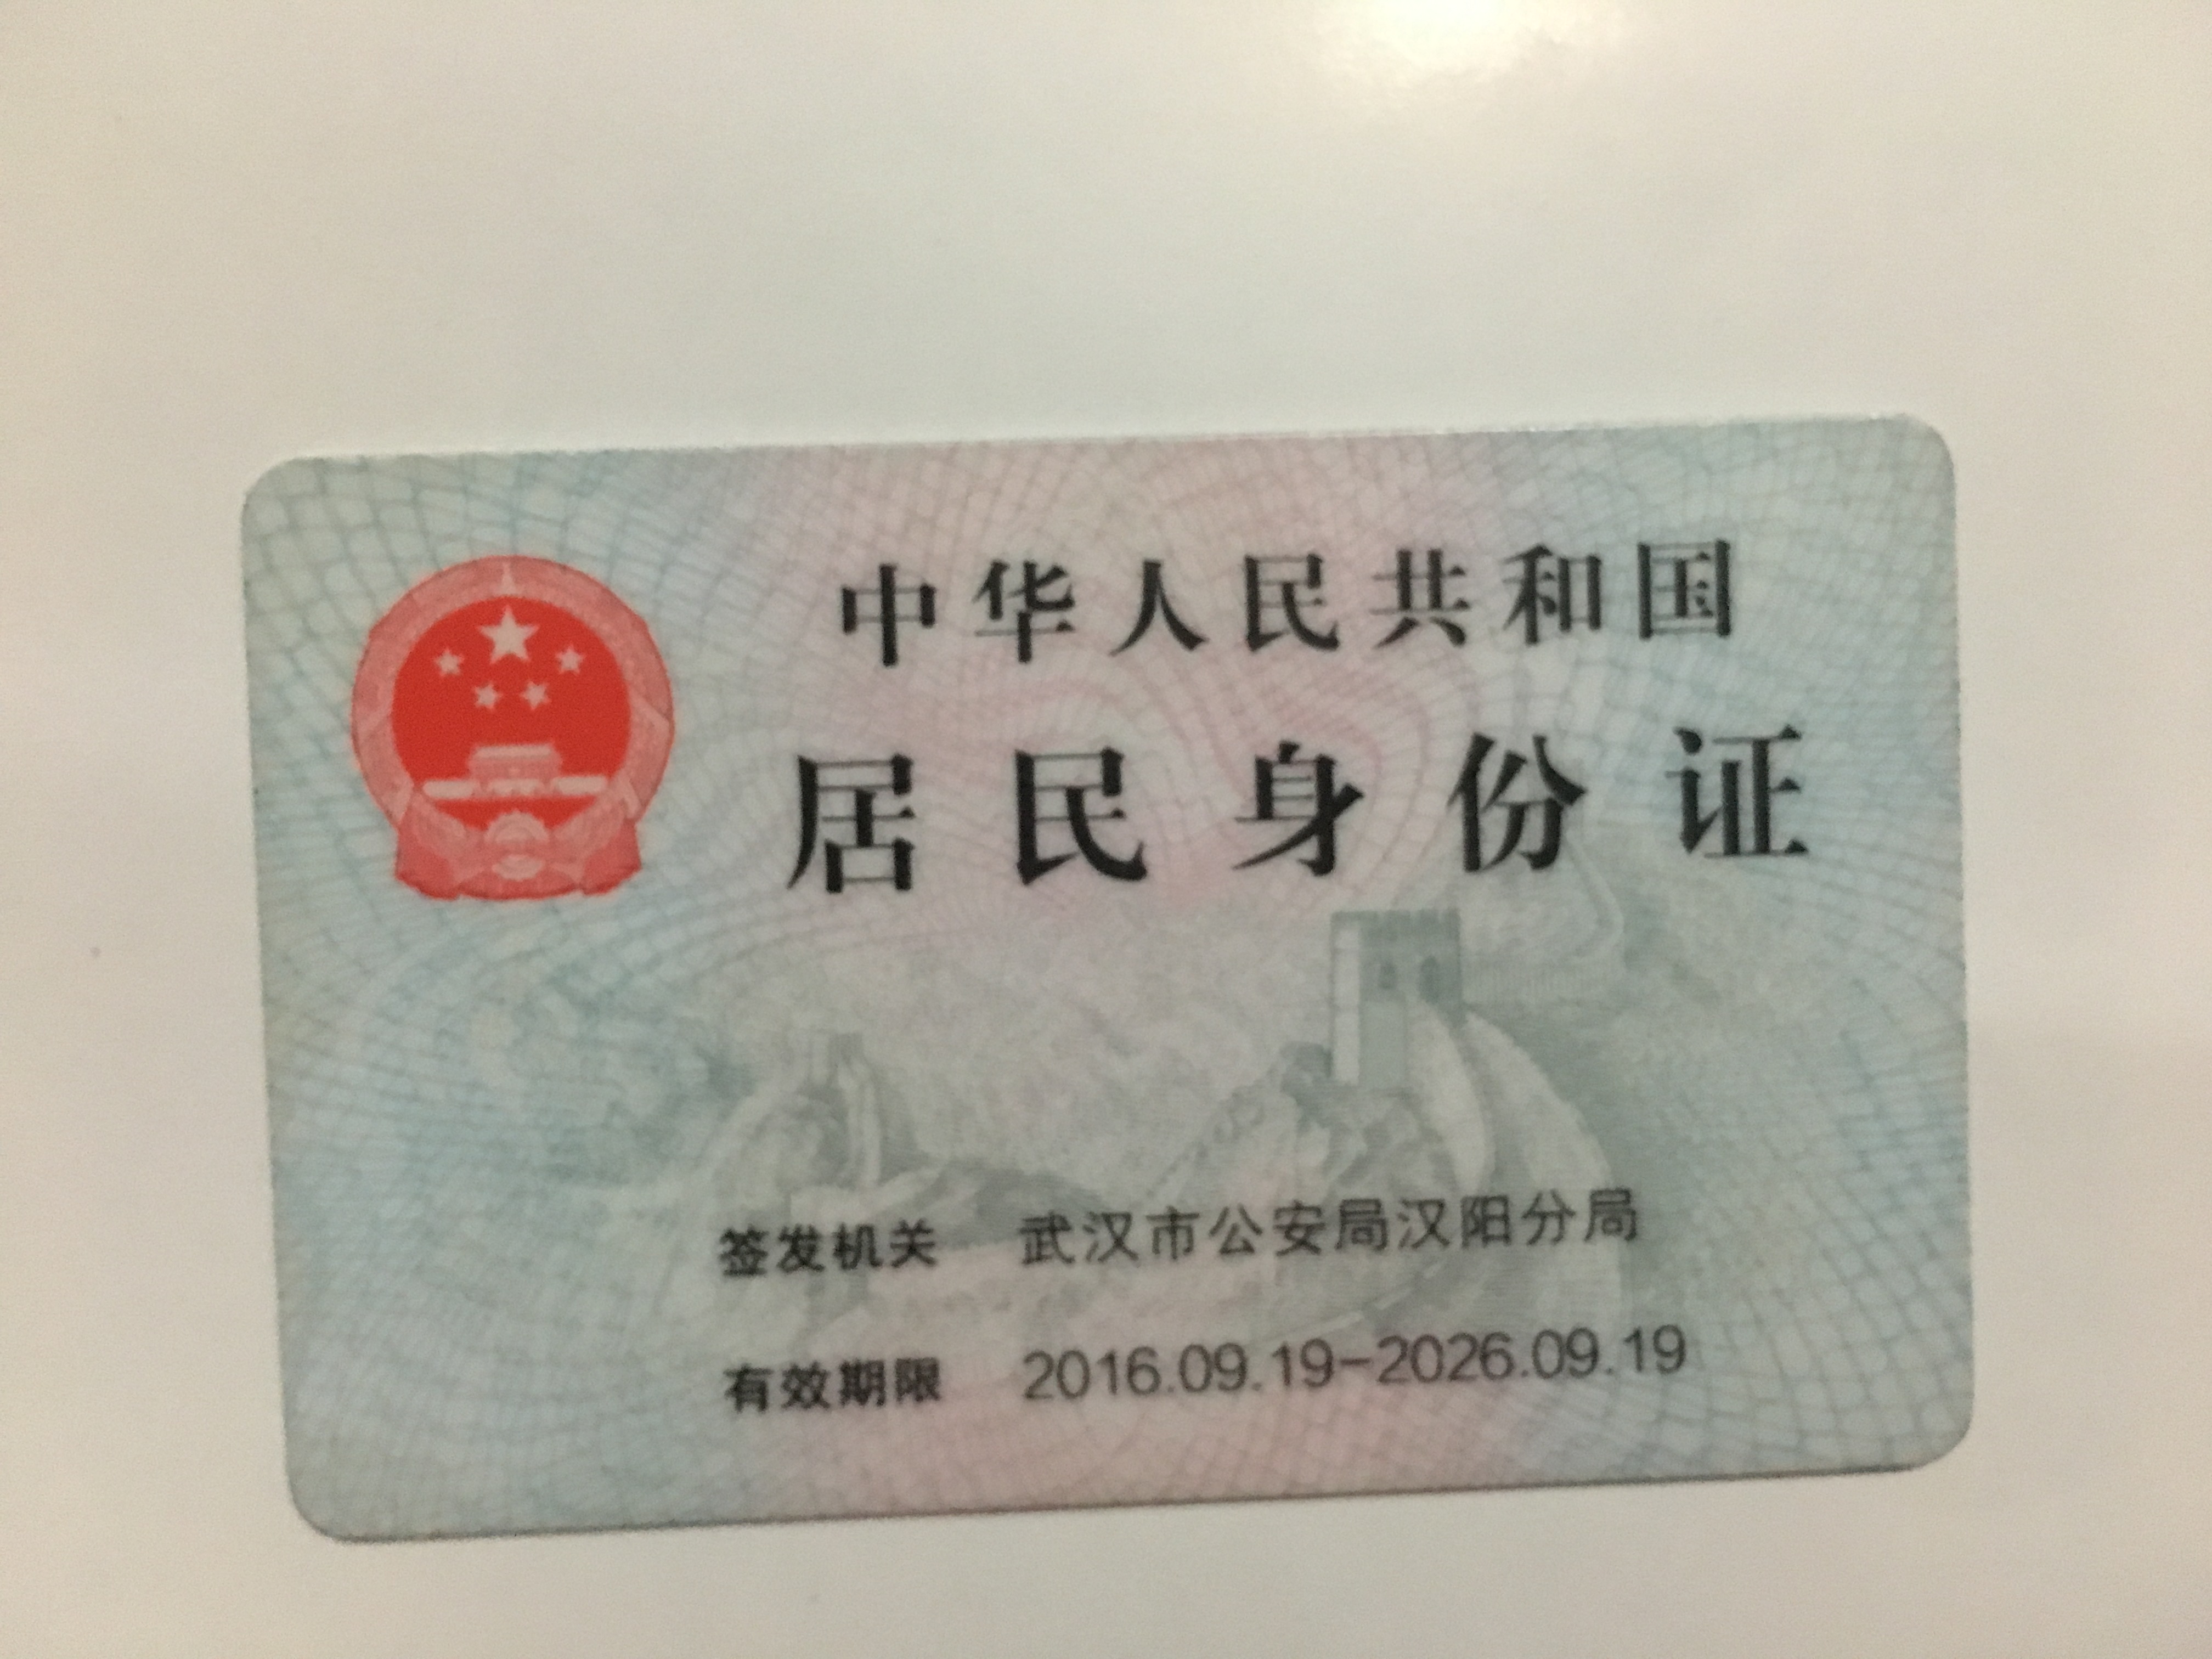 中华人民共和国
居民身份证
签发机关 武汉市公安局汉阳分局
有效期限 2016.09.19-2026.09.19